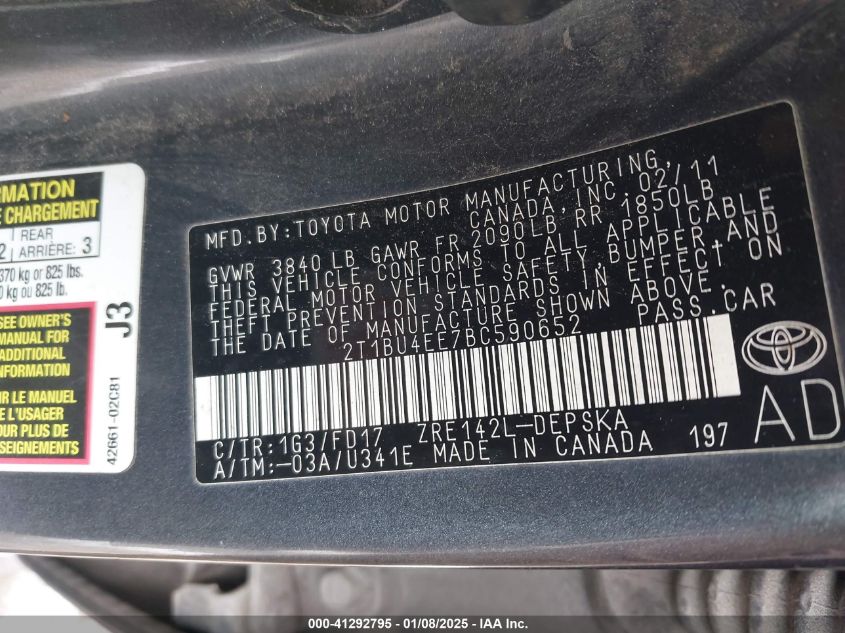 RMATION
E CHARGEMENT
2 REAR ARRIÈRE: 3
370 kg or 825 lbs.
0 kg ou 825 lb.
SEE OWNER'S
MANUAL FOR
ADDITIONAL
INFORMATION
LE MANUEL
L'USAGER
OUR PLUS DE
NSEIGNEMENTS
J3
42661-02C81
MFD.BY:TOYOTA MOTOR MANUFACTURING,
CANADA,INC. 02/11
GVWR 3840 LB GAWR FR 2090LB RR 1850LB
THIS VEHICLE CONFORMS TO ALL APPLICABLE
FEDERAL MOTOR VEHICLE SAFETY,BUMPER,AND
THEFT PREVENTION STANDARDS IN EFFECT ON
THE DATE OF MANUFACTURE SHOWN ABOVE.
2T1BU4EE7BC590652 PASS.CAR
TOYOTA
C/TR:1G3/FD17 ZRE142L-DEPSKA
A/TM:-03A/U341E MADE IN CANADA 197
AD
000-41292795 - 01/08/2025 - IAA Inc.